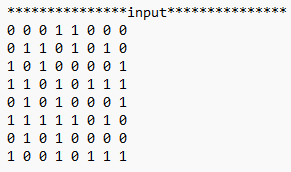 ***************input***************
0 0 0 1 1 0 0 0
0 1 1 0 1 0 1 0
1 0 1 0 0 0 0 1
1 1 0 1 0 1 1 1
0 1 0 1 0 0 0 1
1 1 1 1 1 0 1 0
0 1 0 1 0 0 0 0
1 0 0 1 0 1 1 1